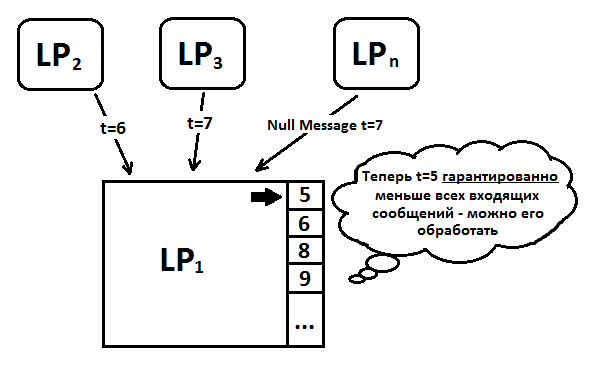 LP₂ LP₃ LPₙ
t=6 t=7 Null Message t=7
Теперь t=5 гарантированно
меньше всех входящих
сообщений - можно его
обработать
5
6
8
LP₁
9
...